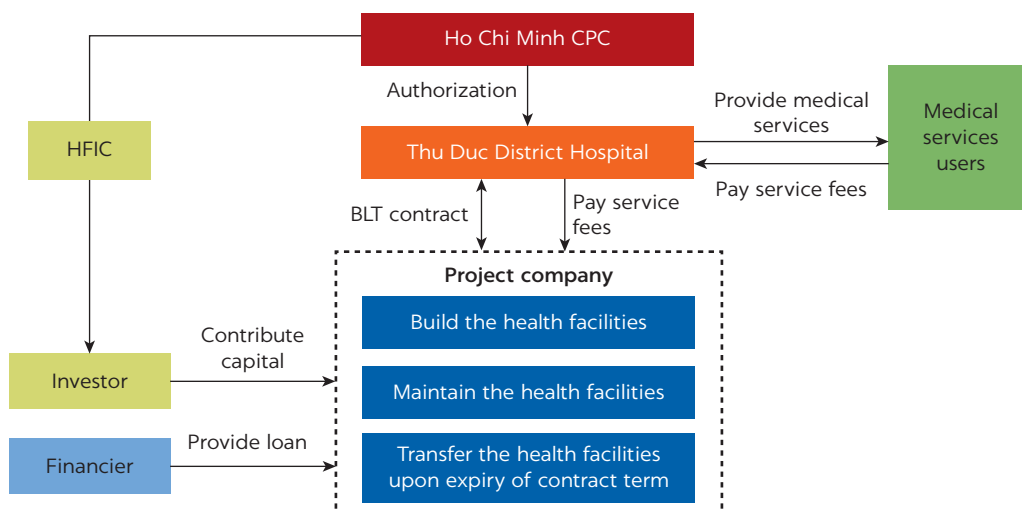 Ho Chi Minh CPC
Authorization
Provide medical
services
Medical
services
users
HFIC
Thu Duc District Hospital
Pay service fees
BLT contract
Pay service
fees
Project company
Build the health facilities
Contribute
capital
Investor
Maintain the health facilities
Provide loan
Financier
Transfer the health facilities
upon expiry of contract term